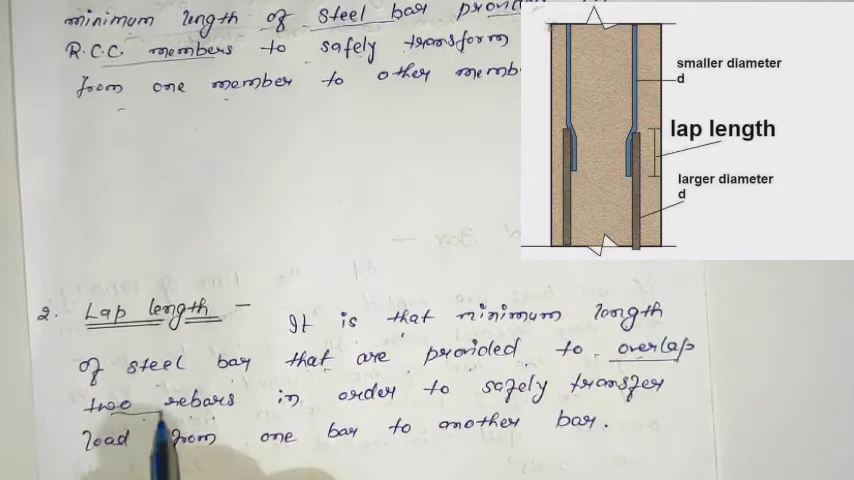 minimum length of steel bar
R.C.C. members to safely transform
from one member to other
smaller diameter
d
lap length
larger diameter
d
2. Lap length - It is that minimum length
of steel bar that are provided to overlap
two rebars in order to safely transfer
load from one bar to another bar.